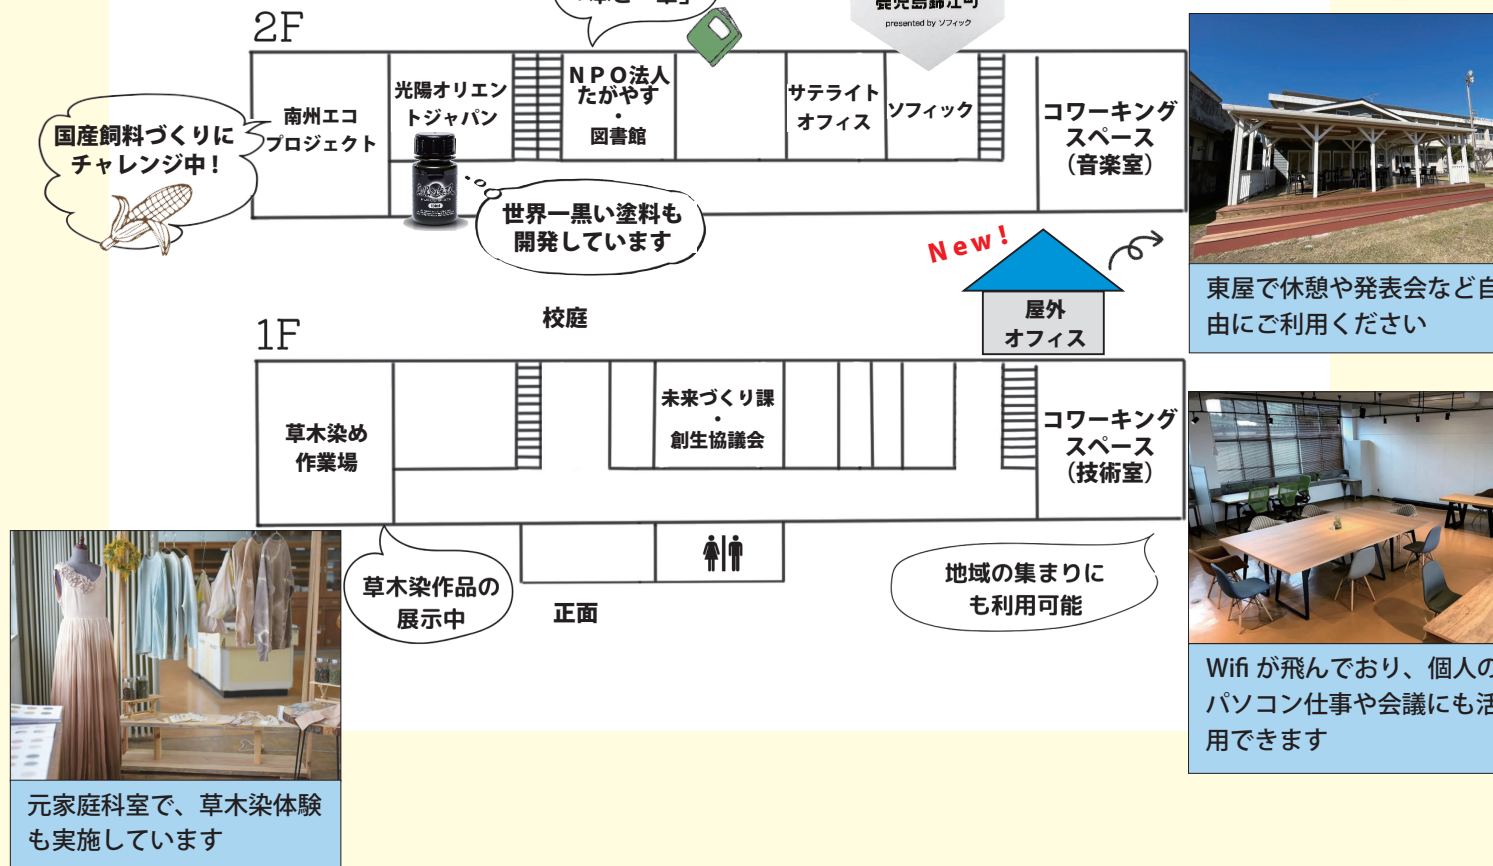 鹿児島錦江町
presented by ソフィック
2F
国産飼料づくりに
チャレンジ中！
南州エコ
プロジェクト
光陽オリエン
トジャパン
ＮＰＯ法人
たがやす
・
図書館
サテライト
オフィス
ソフィック
コワーキング
スペース
（音楽室）
世界一黒い塗料も
開発しています
New！
屋外
オフィス
東屋で休憩や発表会など自
由にご利用ください
校庭
1F
草木染め
作業場
未来づくり課
・
創生協議会
コワーキング
スペース
（技術室）
草木染作品の
展示中
正面
地域の集まりに
も利用可能
Wifi が飛んでおり、個人の
パソコン仕事や会議にも活
用できます
元家庭科室で、草木染体験
も実施しています